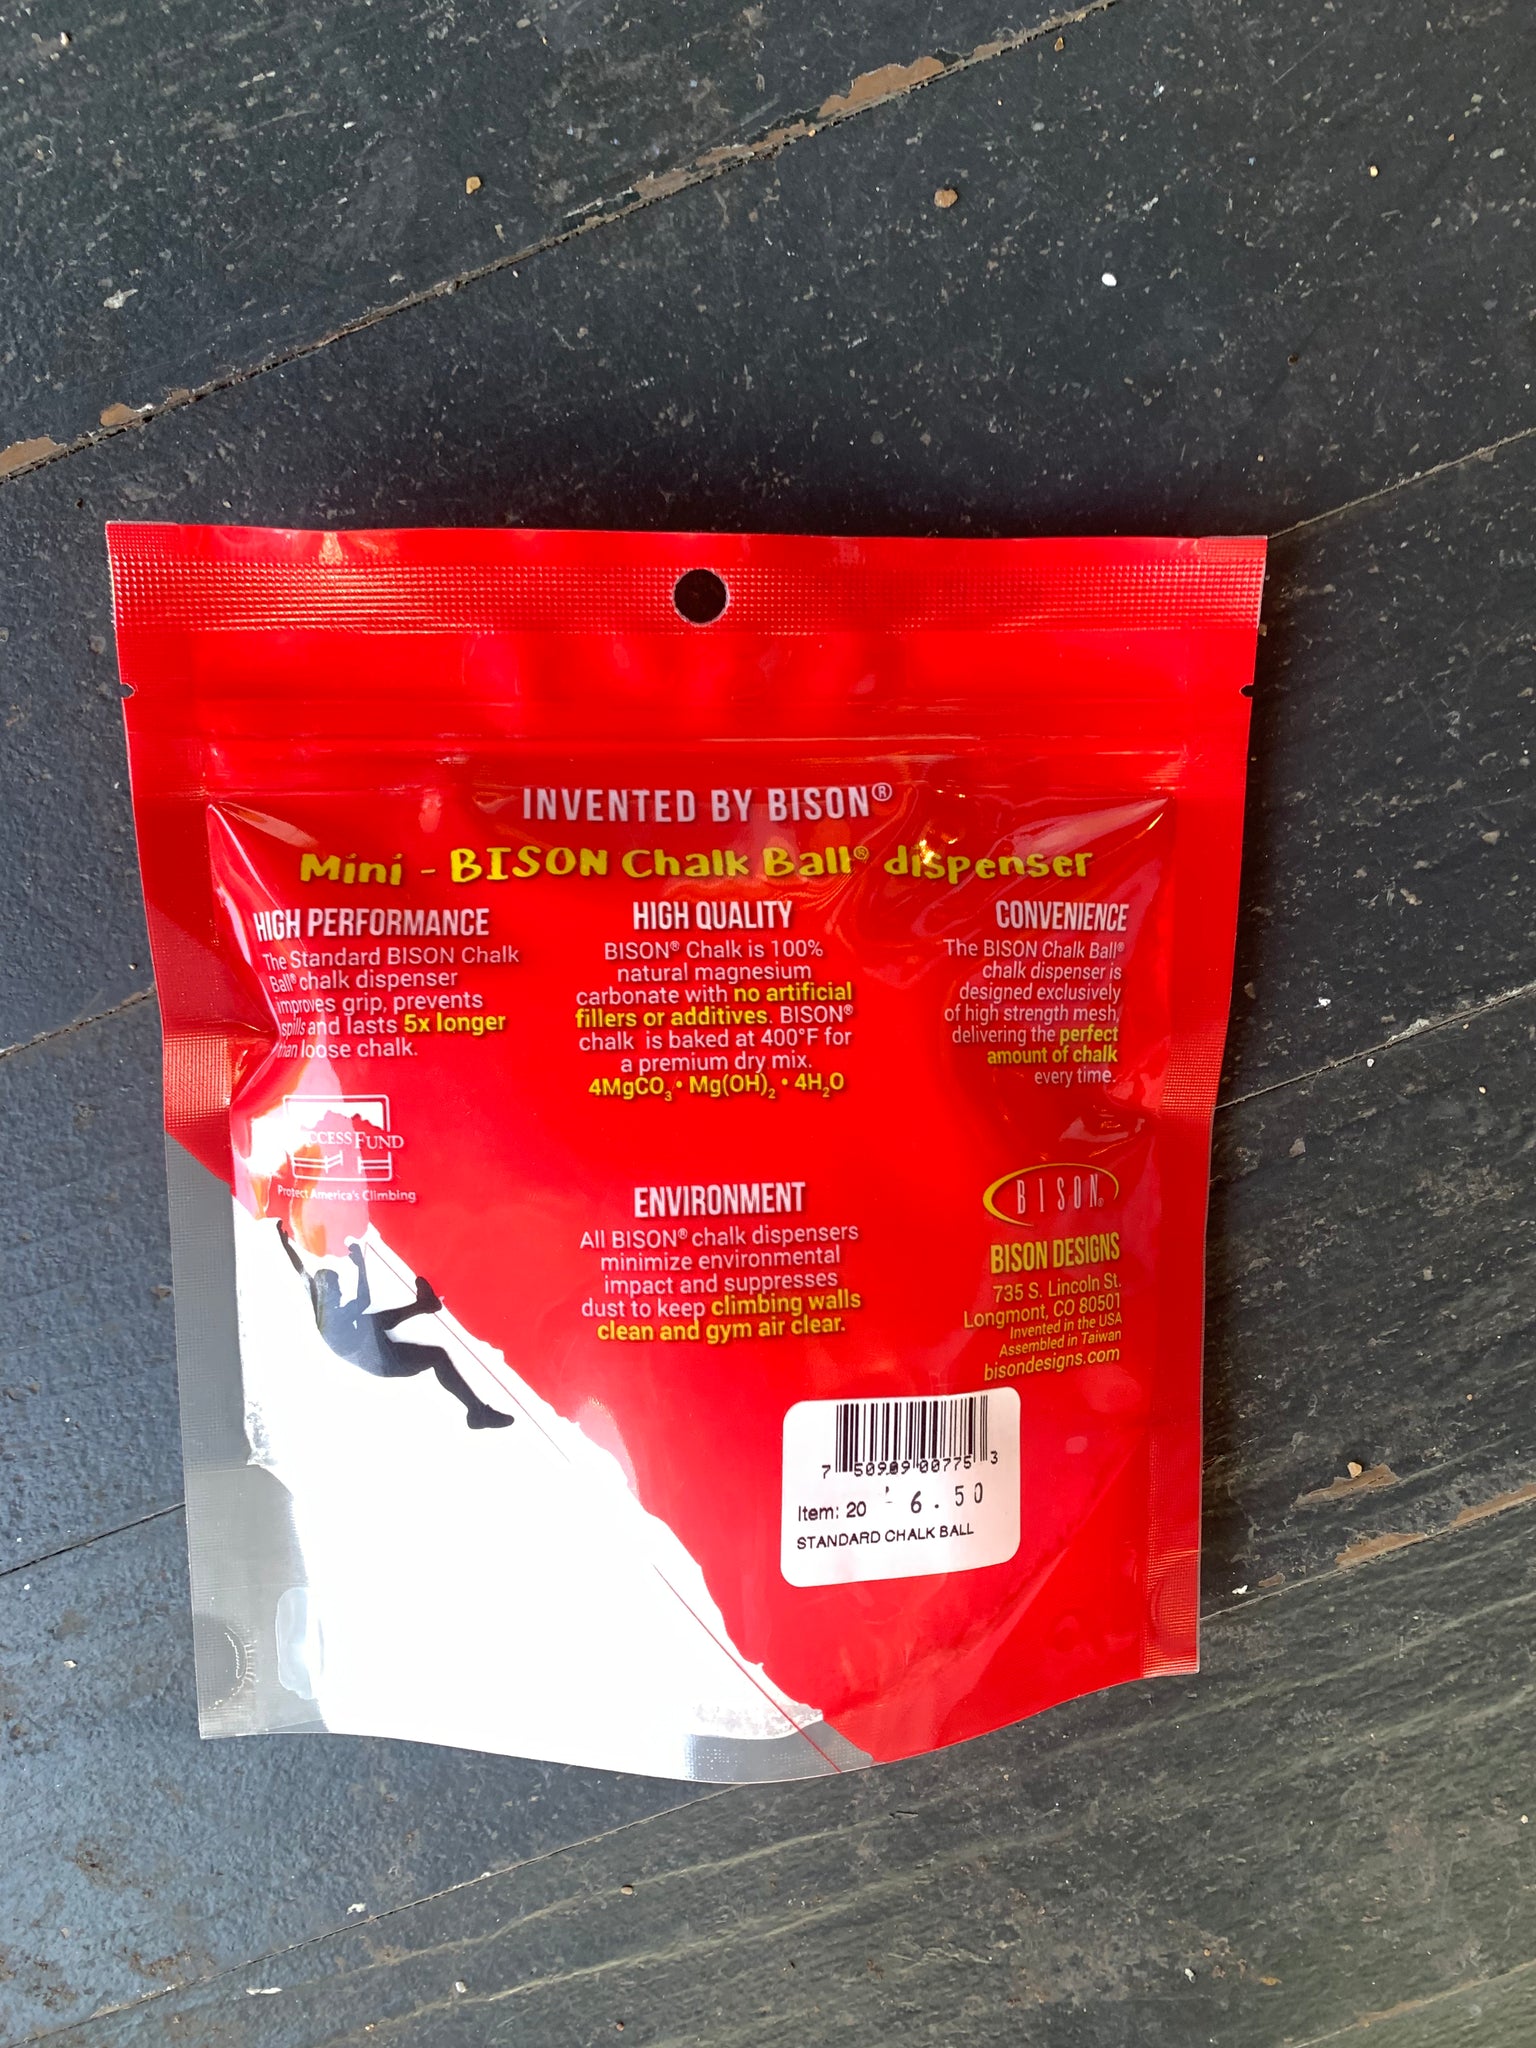 INVENTED BY BISON®
Mini - BISON Chalk Ball® dispenser
HIGH PERFORMANCE
The Standard BISON Chalk
Ball® chalk dispenser
improves grip, prevents
spills and lasts 5x longer
than loose chalk.
HIGH QUALITY
BISON® Chalk is 100%
natural magnesium
carbonate with no artificial
fillers or additives. BISON®
chalk is baked at 400°F for
a premium dry mix.
4MgCO₃ • Mg(OH)₂ • 4H₂O
CONVENIENCE
The BISON Chalk Ball®
chalk dispenser is
designed exclusively
of high strength mesh,
delivering the perfect
amount of chalk
every time.
ACCESS FUND
Protect America's Climbing
ENVIRONMENT
All BISON® chalk dispensers
minimize environmental
impact and suppresses
dust to keep climbing walls
clean and gym air clear.
BISON®
BISON DESIGNS
735 S. Lincoln St.
Longmont, CO 80501
Invented in the USA
Assembled in Taiwan
bisondesigns.com
7 50909 00775 3
Item: 20 6.50
STANDARD CHALK BALL